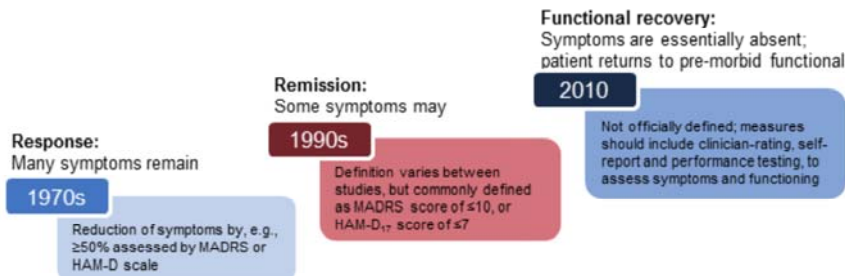 Response:
Many symptoms remain
1970s
Reduction of symptoms by, e.g.,
≥50% assessed by MADRS or
HAM-D scale
Remission:
Some symptoms may
1990s
Definition varies between
studies, but commonly defined
as MADRS score of ≤10, or
HAM-D₁₇ score of ≤7
Functional recovery:
Symptoms are essentially absent;
patient returns to pre-morbid functional
2010
Not officially defined; measures
should include clinician-rating, self-
report and performance testing, to
assess symptoms and functioning